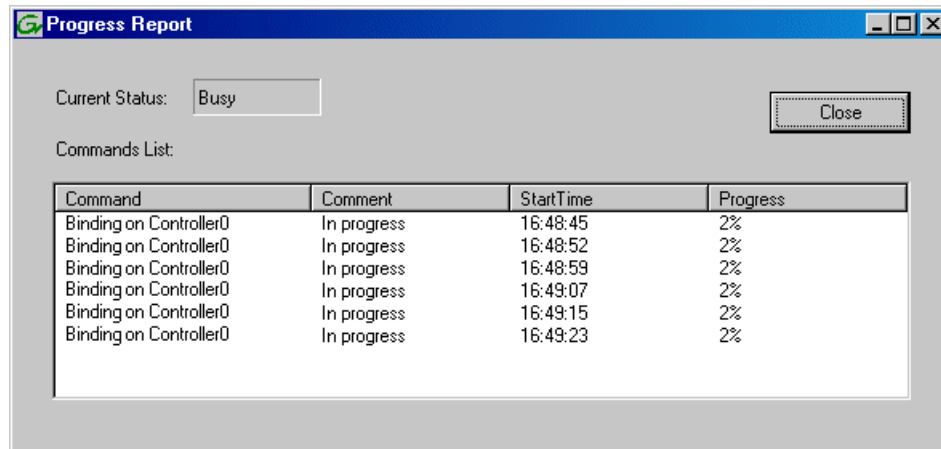 Progress Report
Current Status: Busy
Close
Commands List:
Command Comment StartTime Progress
Binding on Controller0 In progress 16:48:45 2%
Binding on Controller0 In progress 16:48:52 2%
Binding on Controller0 In progress 16:48:59 2%
Binding on Controller0 In progress 16:49:07 2%
Binding on Controller0 In progress 16:49:15 2%
Binding on Controller0 In progress 16:49:23 2%